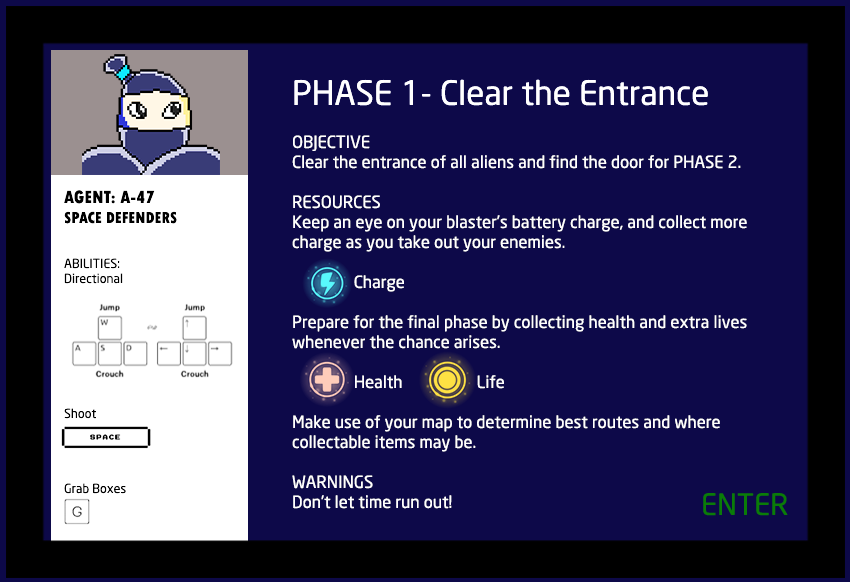 PHASE 1- Clear the Entrance
OBJECTIVE
Clear the entrance of all aliens and find the door for PHASE 2.
RESOURCES
Keep an eye on your blaster's battery charge, and collect more
charge as you take out your enemies.
Charge
Prepare for the final phase by collecting health and extra lives
whenever the chance arises.
Health
Life
Make use of your map to determine best routes and where
collectable items may be.
WARNINGS
Don't let time run out!
ENTER
AGENT: A-47
SPACE DEFENDERS
ABILITIES:
Directional
Jump
Jump
W
↑
A S D
← ↓ →
Crouch
Crouch
Shoot
SPACE
Grab Boxes
G